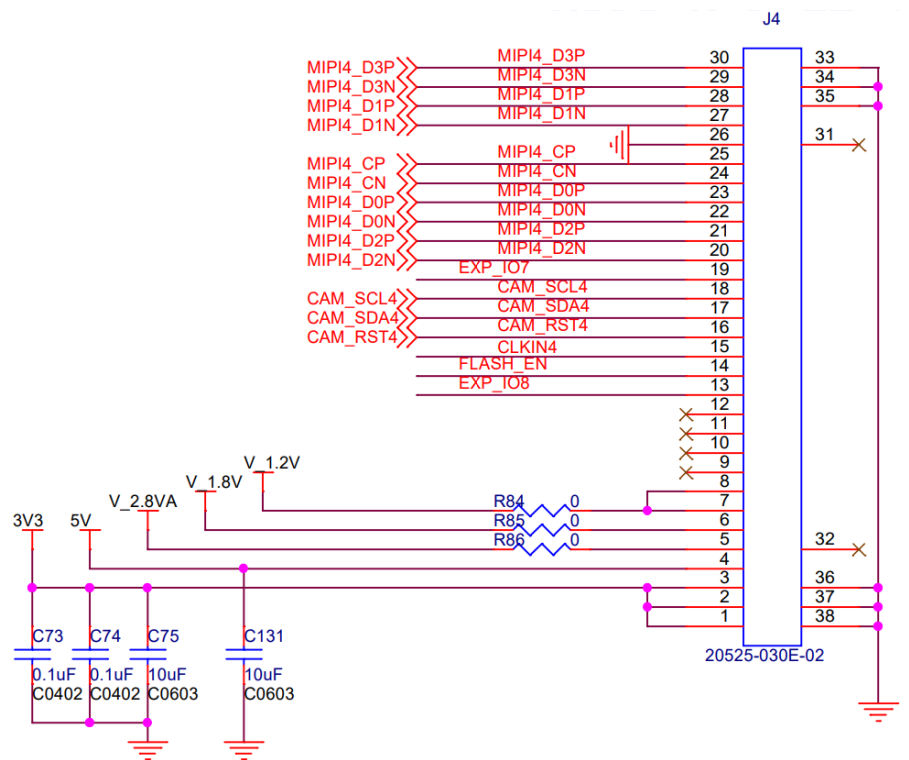 J4
MIPI4_D3P MIPI4_D3P 30 33
MIPI4_D3N MIPI4_D3N 29 34
MIPI4_D1P MIPI4_D1P 28 35
MIPI4_D1N MIPI4_D1N 27
26 31
MIPI4_CP MIPI4_CP 25
MIPI4_CN MIPI4_CN 24
MIPI4_D0P MIPI4_D0P 23
MIPI4_D0N MIPI4_D0N 22
MIPI4_D2P MIPI4_D2P 21
MIPI4_D2N MIPI4_D2N 20
EXP_IO7 19
CAM_SCL4 CAM_SCL4 18
CAM_SDA4 CAM_SDA4 17
CAM_RST4 CAM_RST4 16
CLKIN4 15
FLASH_EN 14
EXP_IO8 13
12
11
10
9
V_1.2V 8
V_1.8V R84 0 7
V_2.8VA R85 0 6
3V3 5V R86 0 5 32
4
3 36
2 37
1 38
C73 C74 C75 C131 20525-030E-02
0.1uF 0.1uF 10uF 10uF
C0402 C0402 C0603 C0603